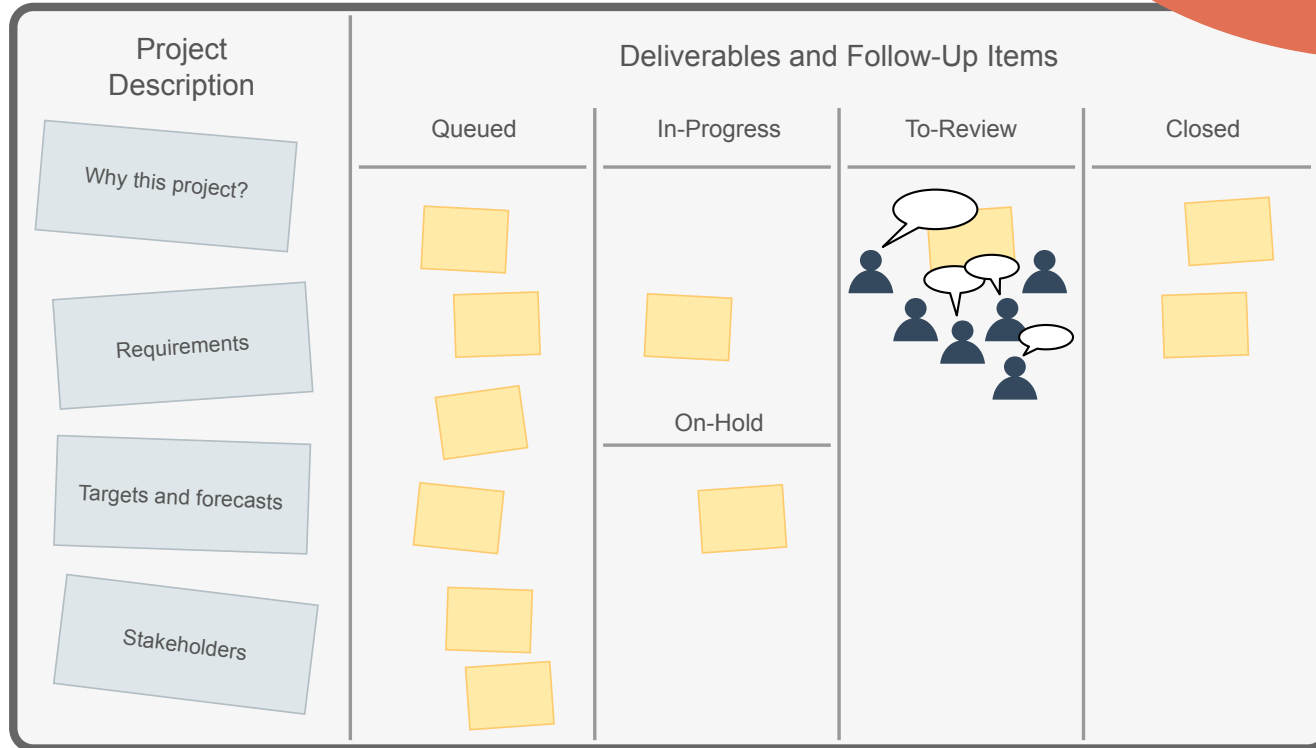 Project
Description
Deliverables and Follow-Up Items
Queued
In-Progress
To-Review
Closed
Why this project?
Requirements
On-Hold
Targets and forecasts
Stakeholders